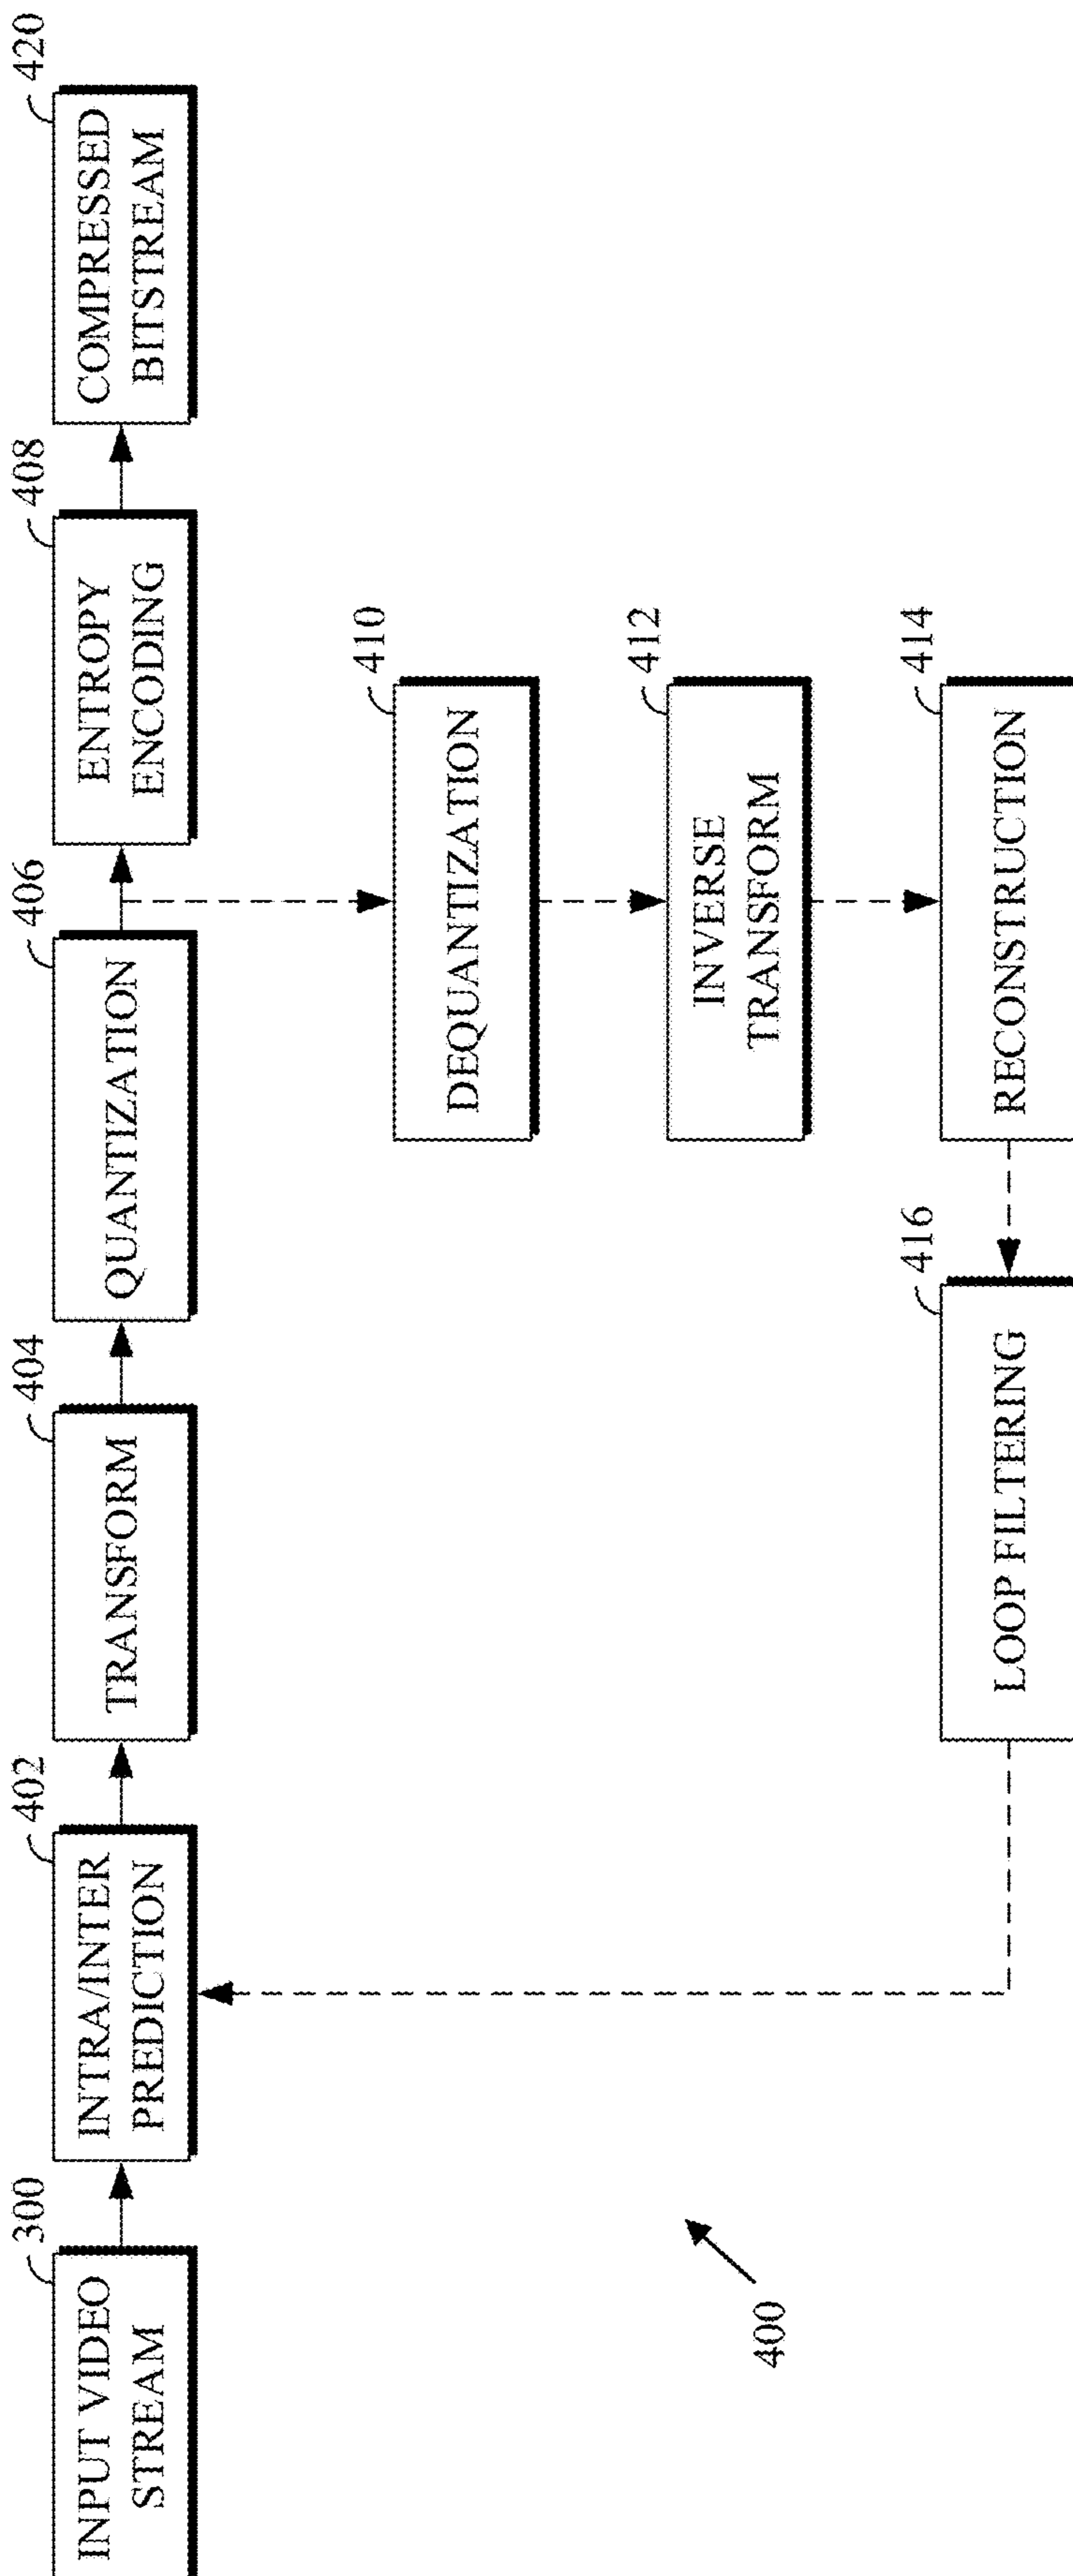 300
INPUT VIDEO
STREAM
402
INTRA/INTER
PREDICTION
404
TRANSFORM
406
QUANTIZATION
408
ENTROPY
ENCODING
420
COMPRESSED
BITSTREAM
410
DEQUANTIZATION
412
INVERSE
TRANSFORM
416
LOOP FILTERING
414
RECONSTRUCTION
400